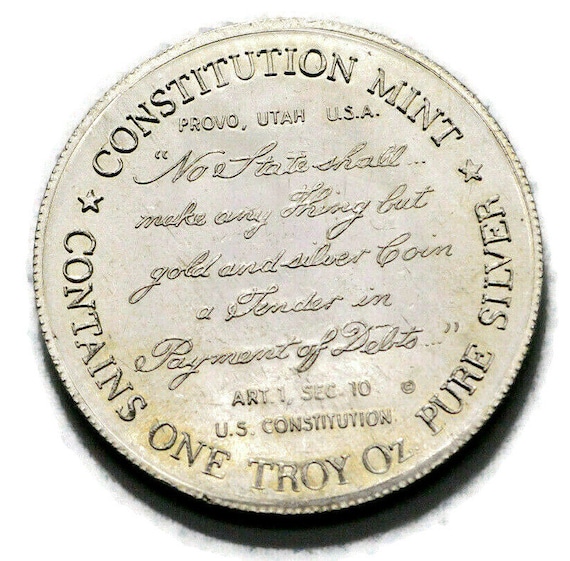 ★ CONSTITUTION MINT ★
PROVO, UTAH U.S.A.
"No State shall...
make any Thing but
gold and silver Coin
a Tender in
Payment of Debts..."
ART. 1, SEC. 10 ©
U.S. CONSTITUTION
CONTAINS ONE TROY Oz PURE SILVER